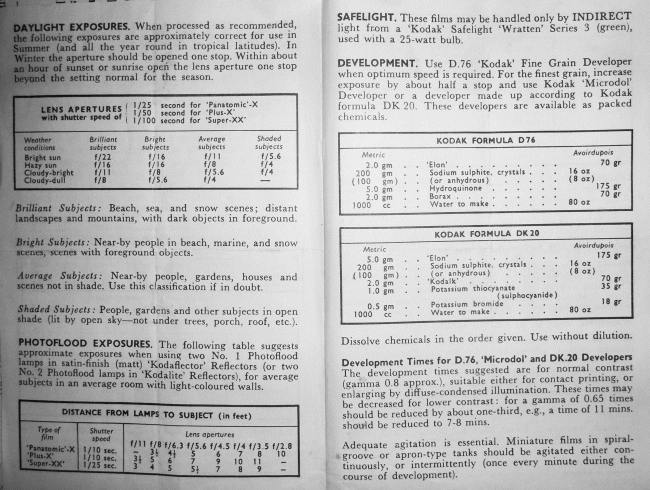 DAYLIGHT EXPOSURES. When processed as recommended,
the following exposures are approximately correct for use in
Summer (and all the year round in tropical latitudes). In
Winter the aperture should be opened one stop. Within about
an hour of sunset or sunrise open the lens aperture one stop
beyond the setting normal for the season.
LENS APERTURES with shutter speed of
1/25 second for 'Panatomic'-X
1/50 second for 'Plus-X'
1/100 second for 'Super-XX'
Weather conditions Brilliant subjects Bright subjects Average subjects Shaded subjects
Bright sun f/22 f/16 f/11 f/5.6
Hazy sun f/16 f/16 f/8 f/4
Cloudy-bright f/11 f/8 f/5.6 f/4
Cloudy-dull f/8 f/5.6 f/4 —
Brilliant Subjects: Beach, sea, and snow scenes; distant
landscapes and mountains, with dark objects in foreground.
Bright Subjects: Near-by people in beach, marine, and snow
scenes, scenes with foreground objects.
Average Subjects: Near-by people, gardens, houses and
scenes not in shade. Use this classification if in doubt.
Shaded Subjects: People, gardens and other subjects in open
shade (lit by open sky—not under trees, porch, roof, etc.).
PHOTOFLOOD EXPOSURES. The following table suggests
approximate exposures when using two No. 1 Photoflood
lamps in satin-finish (matt) 'Kodaflector' Reflectors (or two
No. 2 Photoflood lamps in 'Kodalite' Reflectors), for average
subjects in an average room with light-coloured walls.
DISTANCE FROM LAMPS TO SUBJECT (in feet)
Type of film Shutter speed Lens apertures
f/11 f/8 f/6.3 f/5.6 f/4.5 f/4 f/3.5 f/2.8
'Panatomic'-X 1/10 sec. — 3½ 4½ 5 6 7 8 10
'Plus-X' 1/10 sec. 3½ 5 6 7 9 10 11 —
'Super-XX' 1/25 sec. 3 4 5 5½ 7 8 9 —
SAFELIGHT. These films may be handled only by INDIRECT
light from a 'Kodak' Safelight 'Wratten' Series 3 (green),
used with a 25-watt bulb.
DEVELOPMENT. Use D.76 'Kodak' Fine Grain Developer
when optimum speed is required. For the finest grain, increase
exposure by about half a stop and use Kodak 'Microdol'
Developer or a developer made up according to Kodak
formula DK 20. These developers are available as packed
chemicals.
KODAK FORMULA D76
Metric Avoirdupois
2.0 gm . . 'Elon' . . . . . . . 70 gr
200 gm . . Sodium sulphite, crystals . . . 16 oz
(100 gm) . . (or anhydrous) . . . . . (8 oz)
5.0 gm . . Hydroquinone . . . . . 175 gr
2.0 gm . . Borax . . . . . . . 70 gr
1000 cc . . Water to make . . . . . 80 oz
KODAK FORMULA DK 20
Metric Avoirdupois
5.0 gm . . 'Elon' . . . . . . . 175 gr
200 gm . . Sodium sulphite, crystals . . . 16 oz
(100 gm) . . (or anhydrous) . . . . . (8 oz)
2.0 gm . . 'Kodalk' . . . . . . 70 gr
1.0 gm . . Potassium thiocyanate 35 gr
(sulphocyanide)
0.5 gm . . Potassium bromide . . . . 18 gr
1000 cc . . Water to make . . . . . 80 oz
Dissolve chemicals in the order given. Use without dilution.
Development Times for D.76, 'Microdol' and DK.20 Developers
The development times suggested are for normal contrast
(gamma 0.8 approx.), suitable either for contact printing, or
enlarging by diffuse-condensed illumination. These times may
be decreased for lower contrast: for a gamma of 0.65 times
should be reduced by about one-third, e.g., a time of 11 mins.
should be reduced to 7-8 mins.
Adequate agitation is essential. Miniature films in spiral-
groove or apron-type tanks should be agitated either con-
tinuously, or intermittently (once every minute during the
course of development).